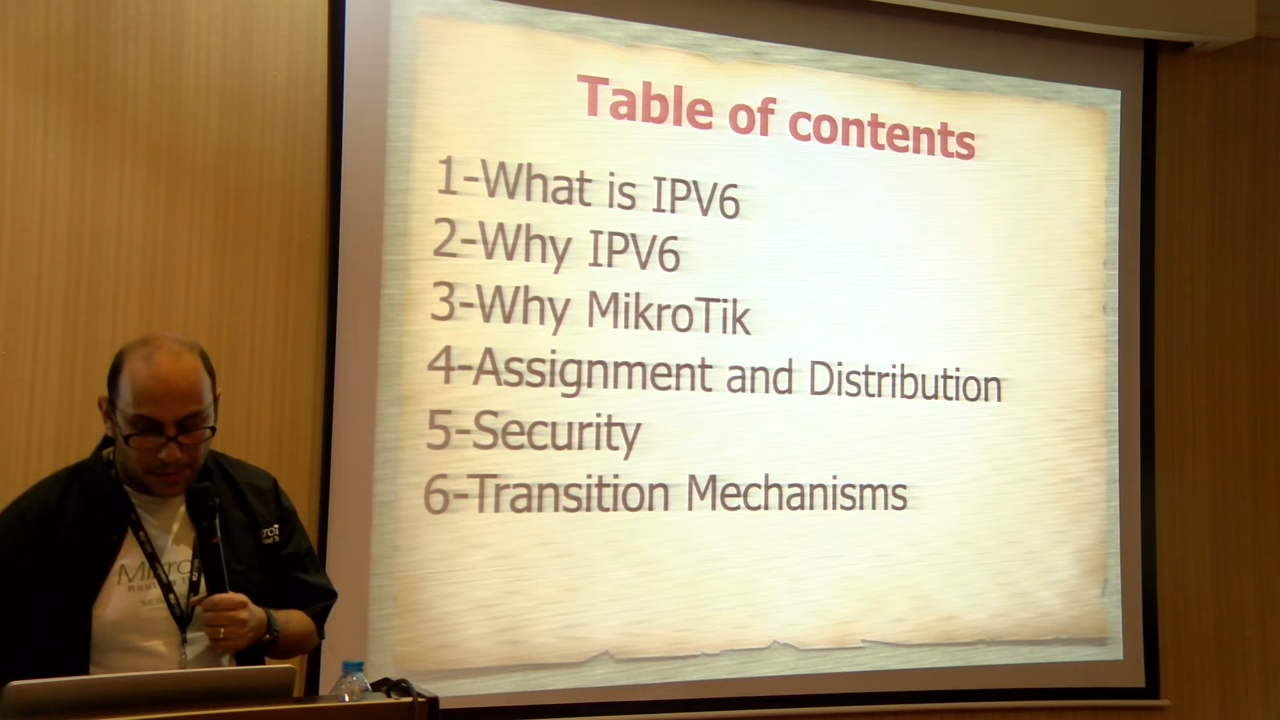 Table of contents
1-What is IPV6
2-Why IPV6
3-Why MikroTik
4-Assignment and Distribution
5-Security
6-Transition Mechanisms